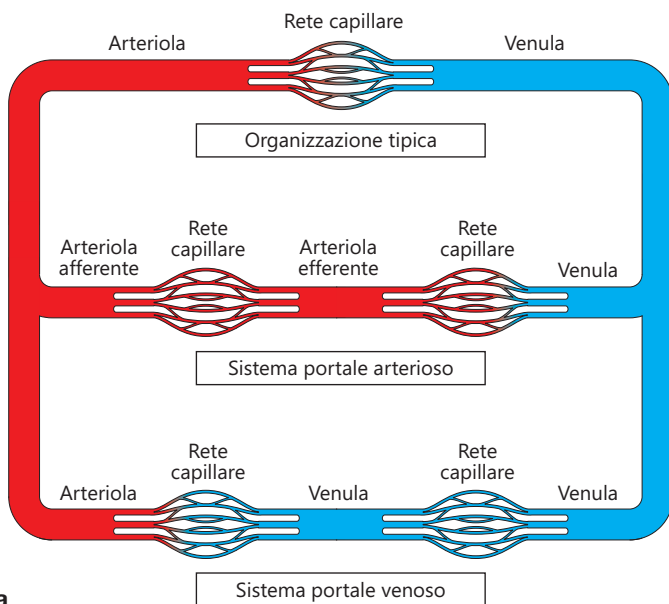 Rete capillare
Arteriola
Venula
Organizzazione tipica
Arteriola
afferente
Rete
capillare
Arteriola
efferente
Rete
capillare
Venula
Sistema portale arterioso
Arteriola
Rete
capillare
Venula
Rete
capillare
Venula
Sistema portale venoso
a